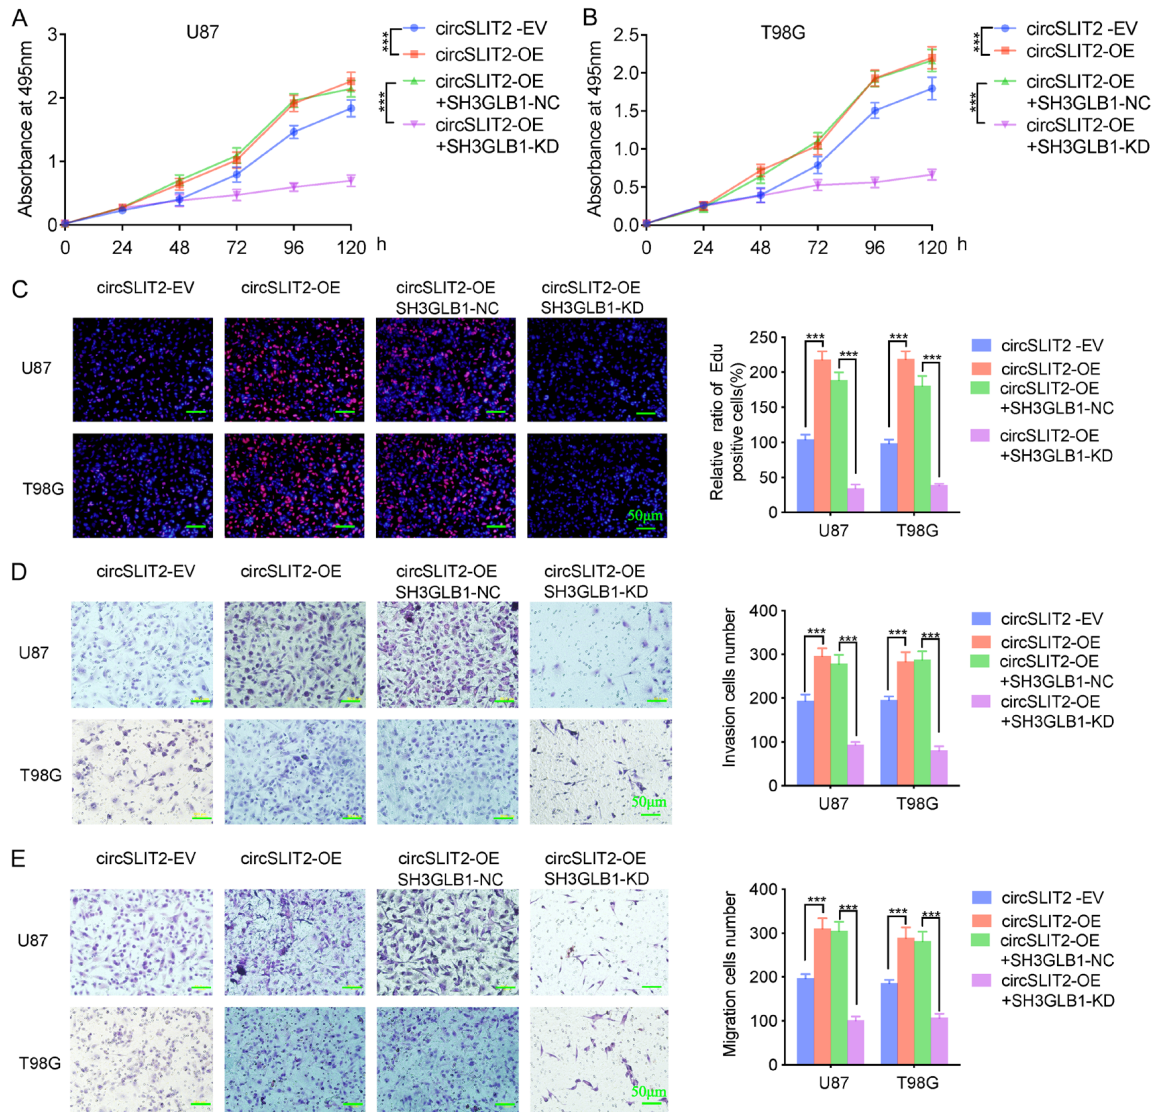 A
U87
circSLIT2 -EV
circSLIT2-OE
circSLIT2-OE
+SH3GLB1-NC
circSLIT2-OE
+SH3GLB1-KD
***
***
Absorbance at 495nm
3
2
1
0
0 24 48 72 96 120 h
B
T98G
circSLIT2 -EV
circSLIT2-OE
circSLIT2-OE
+SH3GLB1-NC
circSLIT2-OE
+SH3GLB1-KD
***
***
Absorbance at 495nm
2.5
2.0
1.5
1.0
0.5
0.0
0 24 48 72 96 120 h
C
circSLIT2-EV
circSLIT2-OE
circSLIT2-OE
SH3GLB1-NC
circSLIT2-OE
SH3GLB1-KD
U87
T98G
50μm
Relative ratio of Edu
positive cells(%)
250
200
150
100
50
0
*** *** *** ***
U87 T98G
circSLIT2 -EV
circSLIT2-OE
circSLIT2-OE
+SH3GLB1-NC
circSLIT2-OE
+SH3GLB1-KD
D
circSLIT2-EV
circSLIT2-OE
circSLIT2-OE
SH3GLB1-NC
circSLIT2-OE
SH3GLB1-KD
U87
T98G
50μm
Invasion cells number
400
300
200
100
0
*** *** *** ***
U87 T98G
circSLIT2 -EV
circSLIT2-OE
circSLIT2-OE
+SH3GLB1-NC
circSLIT2-OE
+SH3GLB1-KD
E
circSLIT2-EV
circSLIT2-OE
circSLIT2-OE
SH3GLB1-NC
circSLIT2-OE
SH3GLB1-KD
U87
T98G
50μm
Migration cells number
400
300
200
100
0
*** *** *** ***
U87 T98G
circSLIT2 -EV
circSLIT2-OE
circSLIT2-OE
+SH3GLB1-NC
circSLIT2-OE
+SH3GLB1-KD